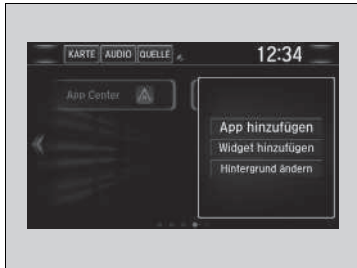 KARTE AUDIO QUELLE 12:34
App Center
App hinzufügen
Widget hinzufügen
Hintergrund ändern